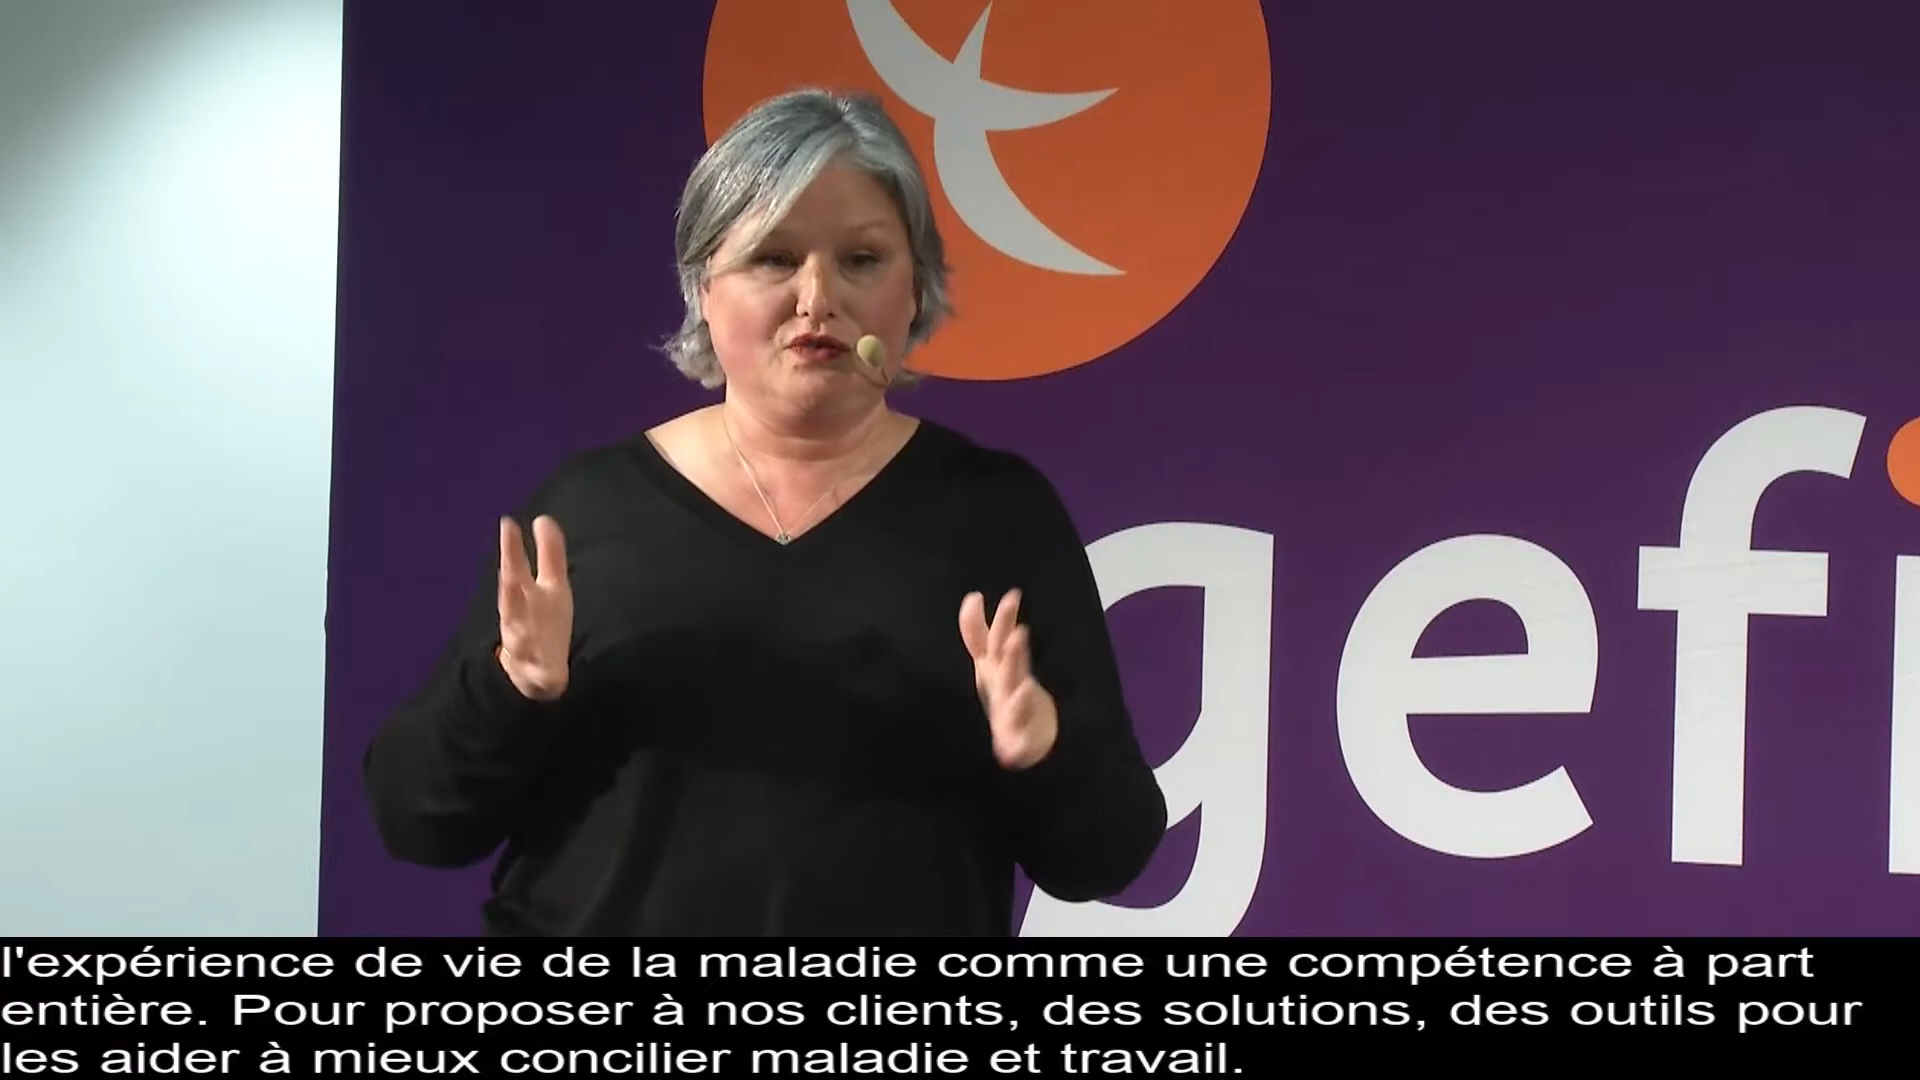 gefi
l'expérience de vie de la maladie comme une compétence à part
entière. Pour proposer à nos clients, des solutions, des outils pour
les aider à mieux concilier maladie et travail.